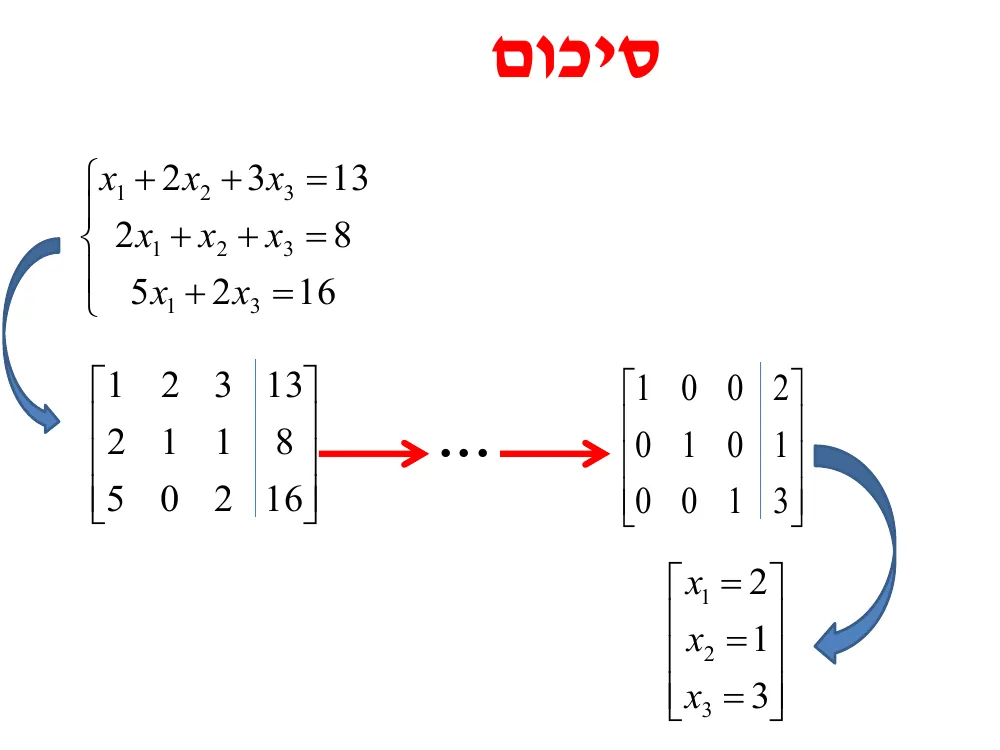 סיכום
x₁ + 2x₂ + 3x₃ = 13
2x₁ + x₂ + x₃ = 8
5x₁ + 2x₃ = 16
1 2 3 13
2 1 1 8
5 0 2 16
...
1 0 0 2
0 1 0 1
0 0 1 3
x₁ = 2
x₂ = 1
x₃ = 3